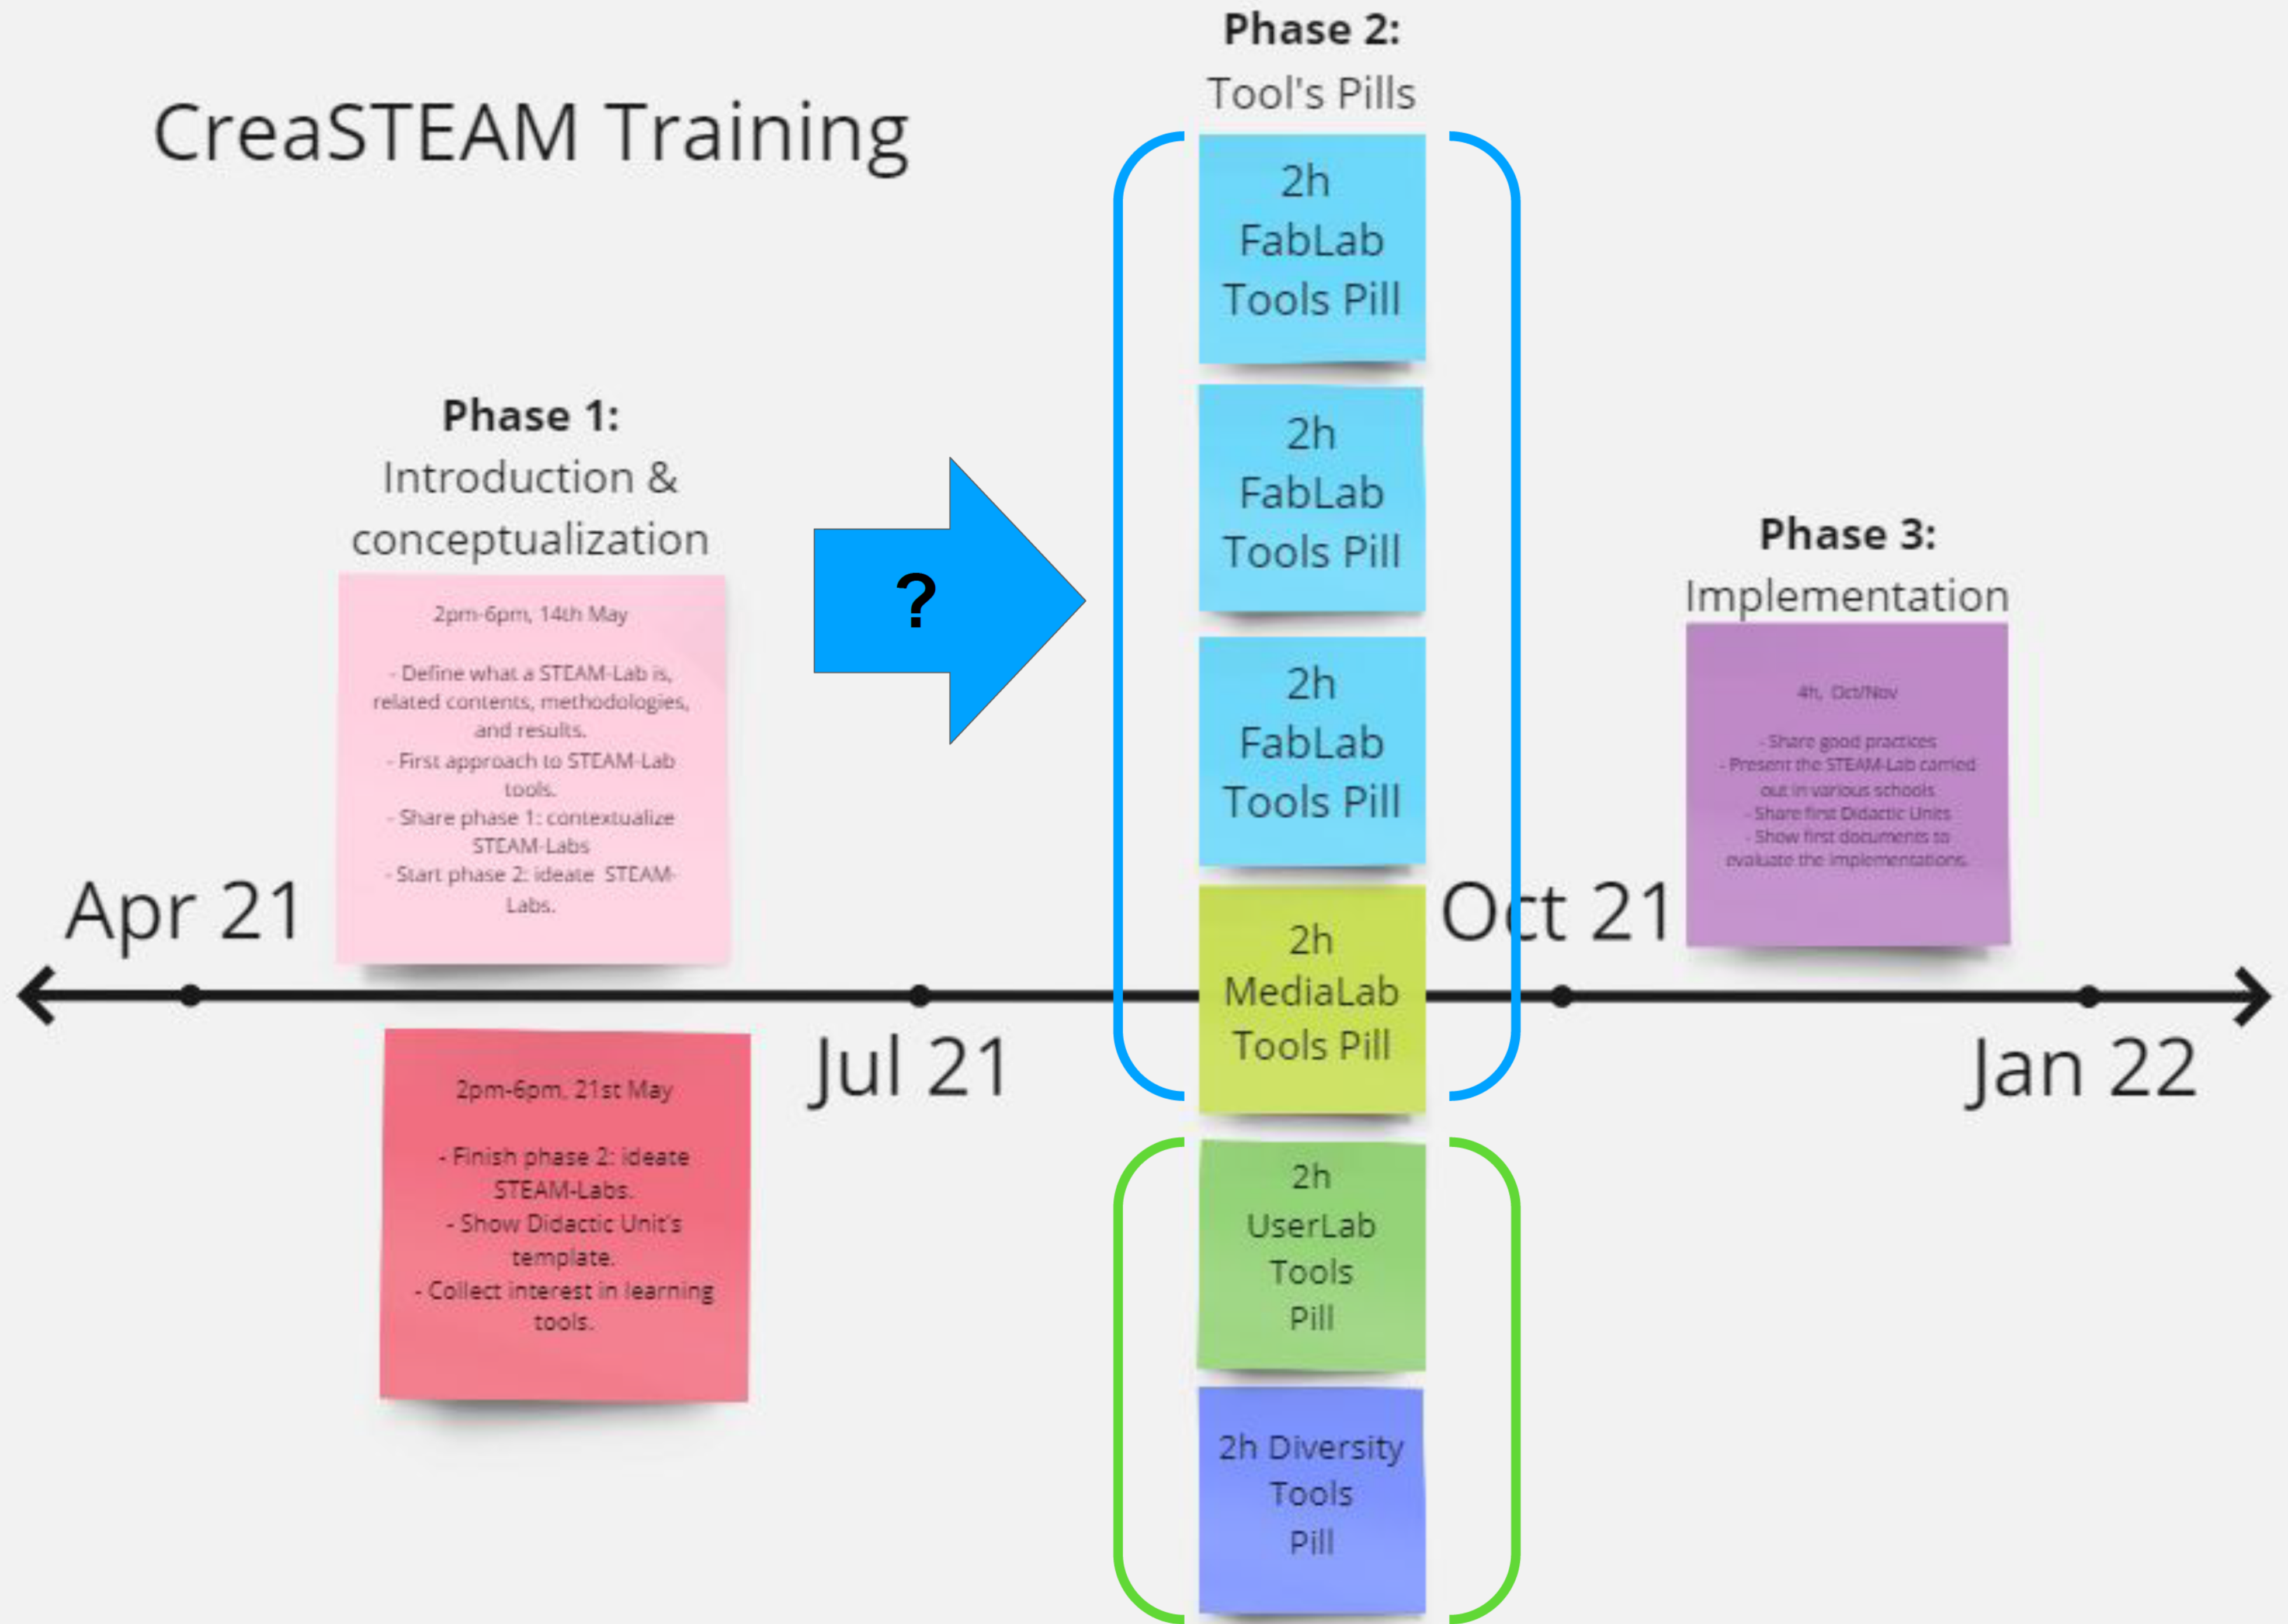 CreaSTEAM Training
Phase 1:
Introduction &
conceptualization
2pm-6pm, 14th May
- Define what a STEAM-Lab is,
related contents, methodologies,
and results.
- First approach to STEAM-Lab
tools.
- Share phase 1: contextualize
STEAM-Labs
- Start phase 2: ideate STEAM-
Labs.
2pm-6pm, 21st May
- Finish phase 2: ideate
STEAM-Labs.
- Show Didactic Unit's
template.
- Collect interest in learning
tools.
?
Phase 2:
Tool's Pills
2h
FabLab
Tools Pill
2h
FabLab
Tools Pill
2h
FabLab
Tools Pill
2h
MediaLab
Tools Pill
2h
UserLab
Tools
Pill
2h Diversity
Tools
Pill
Phase 3:
Implementation
4h, Oct/Nov
- Share good practices
- Present the STEAM-Lab carried
out in various schools
- Share first Didactic Units
- Show first documents to
evaluate the implementations.
Apr 21
Jul 21
Oct 21
Jan 22